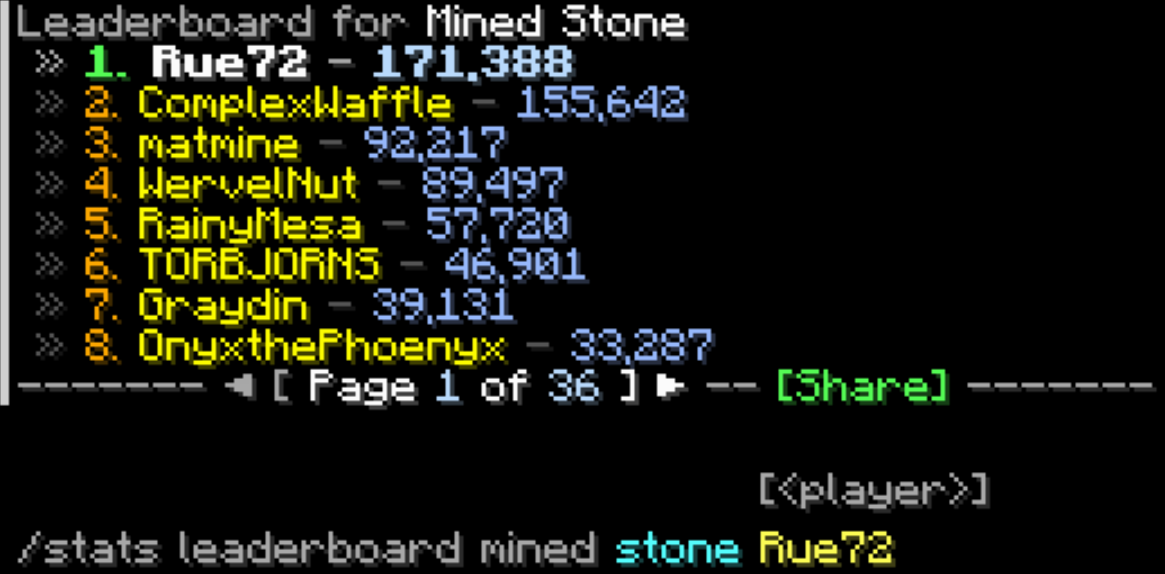 Leaderboard for Mined Stone
» 1. Rue72 - 171,388
» 2. ComplexWaffle - 155,642
» 3. matmine - 92,217
» 4. WervelNut - 89,497
» 5. RainyMesa - 57,720
» 6. TORBJORNS - 46,901
» 7. Graydin - 39,131
» 8. OnyxthePhoenyx - 33,287
-------- ◄ [ Page 1 of 36 ] ► -- [Share] --------
[<player>]
/stats leaderboard mined stone Rue72